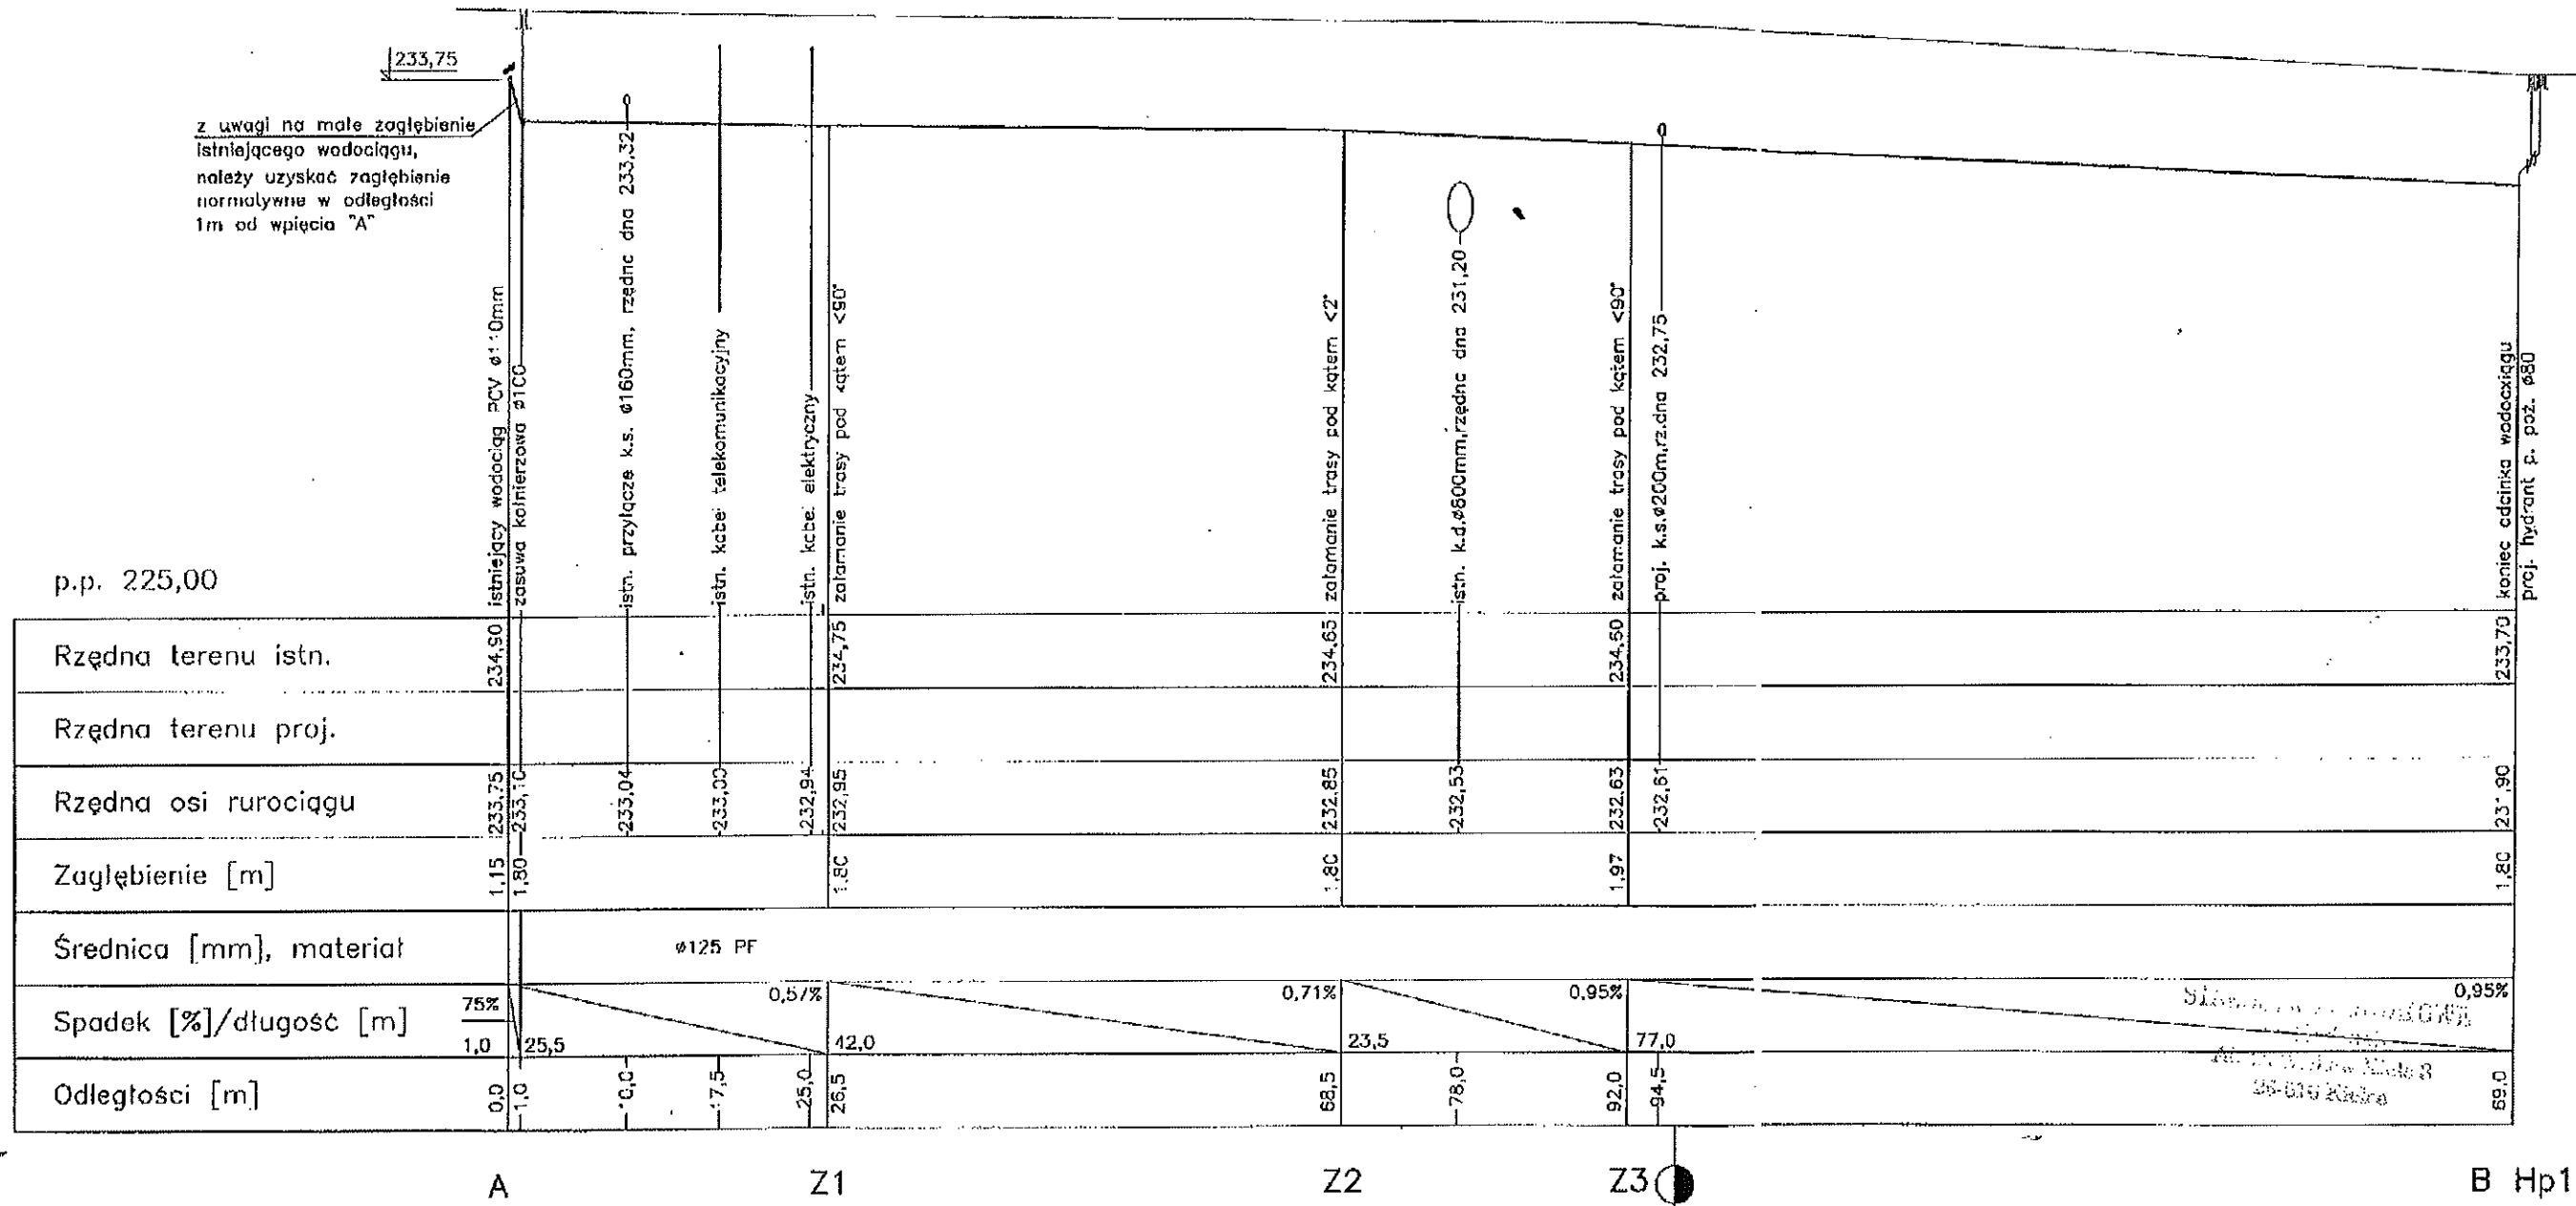 233,75
z uwagi na małe zagłębienie
istniejącego wodociągu,
należy uzyskać zagłębienie
normatywne w odległości
1m od wpięcia "A"
istniejący wodociąg PCV ø110mm
zasuwa kołnierzowa ø100
istn. przyłącze k.s. ø160mm, rzędna dna 233,32
istn. kabel telekomunikacyjny
istn. kabel elektryczny
załamanie trasy pod kątem <90°
załamanie trasy pod kątem <2°
istn. k.d.ø800mm,rzędna dna 231,20
załamanie trasy pod kątem <90°
proj. k.s.ø200m,rz.dna 232,75
koniec odcinka wodociągu
proj. hydrant p. poż. ø80
p.p. 225,00
Rzędna terenu istn. 234,90 234,75 234,65 234,60 233,70
Rzędna terenu proj.
Rzędna osi rurociągu 233,75 233,10 233,04 233,00 232,94 232,95 232,85 232,53 232,63 232,61 231,90
Zagłębienie [m] 1,15 1,80 1,80 1,80 1,97 1,80
Średnica [mm], materiał ø125 PE
Spadek [%]/długość [m] 75% 0,57% 0,71% 0,95% 0,95%
1,0 25,5 42,0 23,5 77,0
Odległości [m] 0,0 1,0 10,0 17,5 25,0 26,5 68,5 78,0 92,0 94,5 69,0
A Z1 Z2 Z3 B Hp1